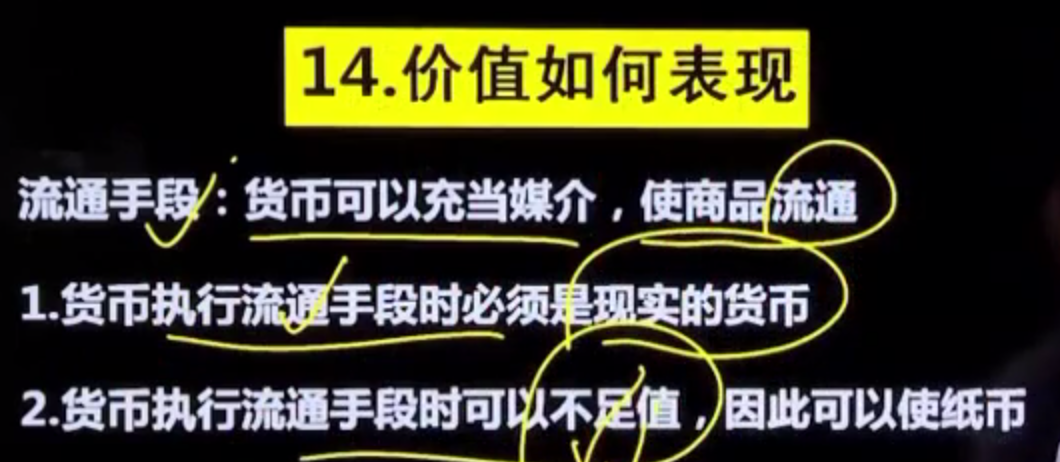 14.价值如何表现
流通手段：货币可以充当媒介，使商品流通
1.货币执行流通手段时必须是现实的货币
2.货币执行流通手段时可以不足值，因此可以使纸币